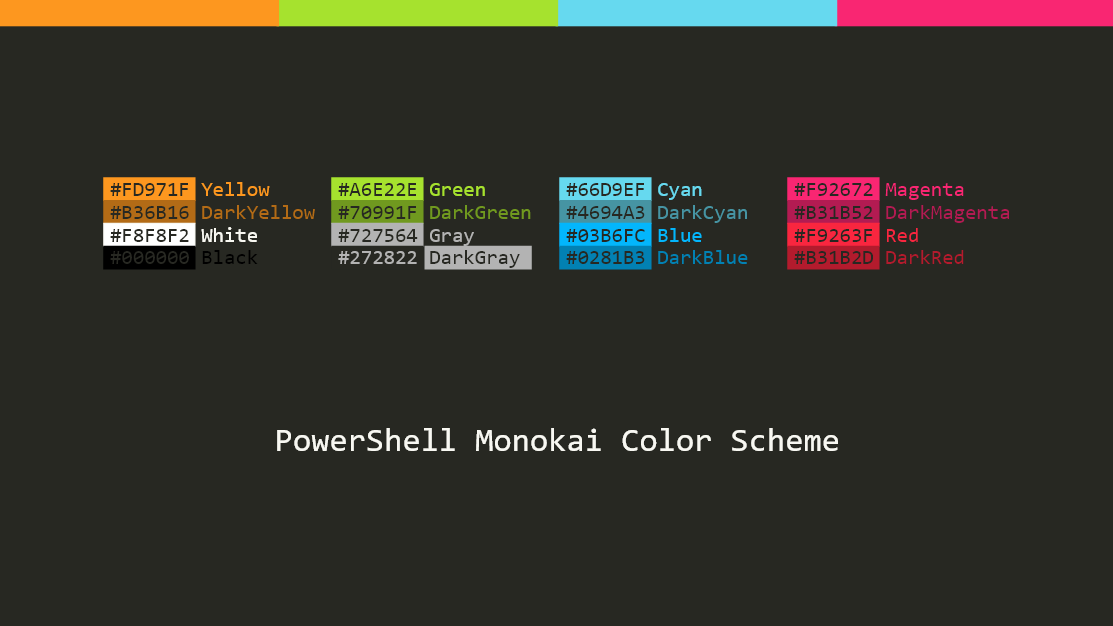 #FD971F Yellow #A6E22E Green #66D9EF Cyan #F92672 Magenta
#B36B16 DarkYellow #70991F DarkGreen #4694A3 DarkCyan #B31B52 DarkMagenta
#F8F8F2 White #727564 Gray #03B6FC Blue #F9263F Red
#000000 Black #272822 DarkGray #0281B3 DarkBlue #B31B2D DarkRed
PowerShell Monokai Color Scheme